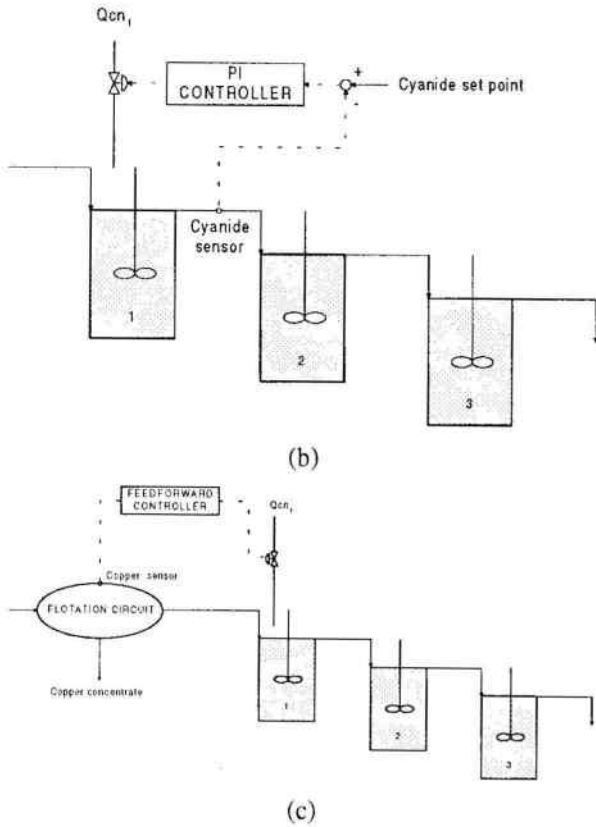 Qcn₁
PI
CONTROLLER
+
-
Cyanide set point
Cyanide
sensor
1
2
3
(b)
FEEDFORWARD
CONTROLLER
Qcn₁
Copper sensor
FLOTATION CIRCUIT
Copper concentrate
1
2
3
(c)